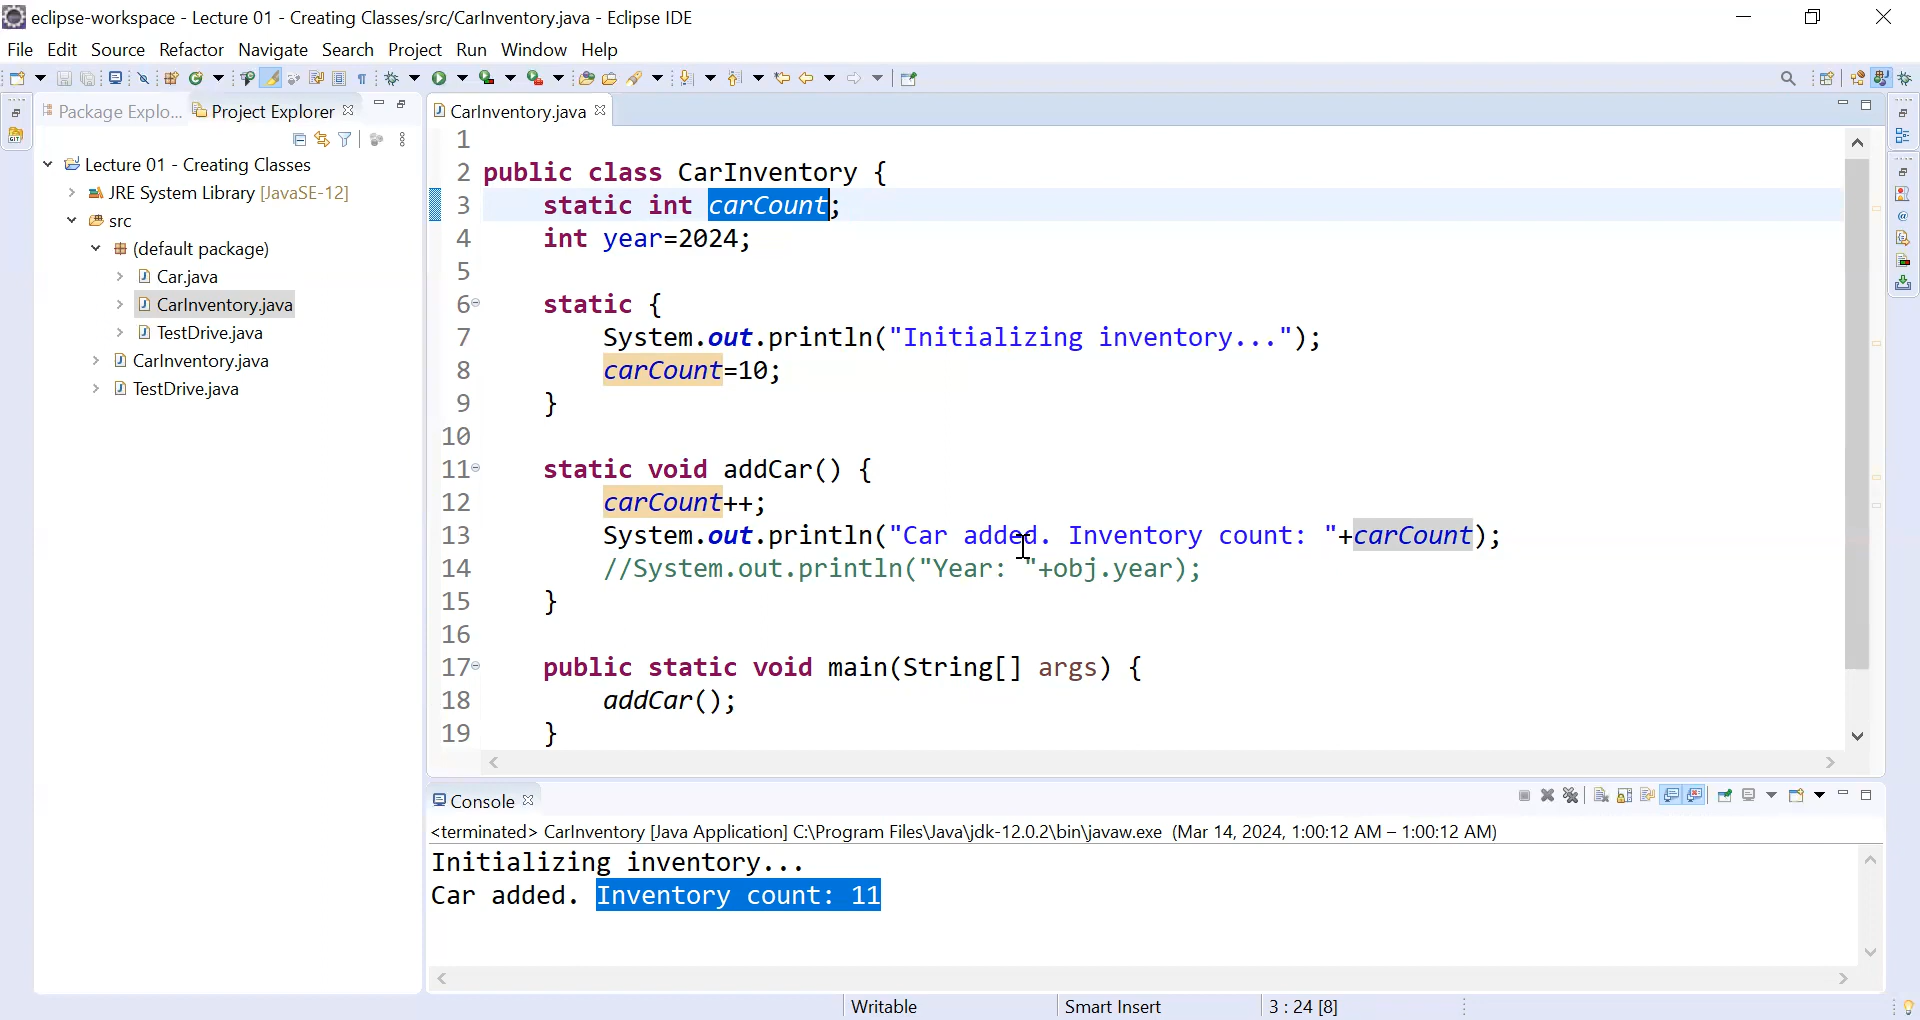 eclipse-workspace - Lecture 01 - Creating Classes/src/CarInventory.java - Eclipse IDE
File Edit Source Refactor Navigate Search Project Run Window Help
Package Explo... Project Explorer
Lecture 01 - Creating Classes
JRE System Library [JavaSE-12]
src
(default package)
Car.java
CarInventory.java
TestDrive.java
CarInventory.java
TestDrive.java
CarInventory.java
1
2 public class CarInventory {
3 static int carCount;
4 int year=2024;
5
6 static {
7 System.out.println("Initializing inventory...");
8 carCount=10;
9 }
10
11 static void addCar() {
12 carCount++;
13 System.out.println("Car added. Inventory count: "+carCount);
14 //System.out.println("Year: "+obj.year);
15 }
16
17 public static void main(String[] args) {
18 addCar();
19 }
Console
<terminated> CarInventory [Java Application] C:\Program Files\Java\jdk-12.0.2\bin\javaw.exe (Mar 14, 2024, 1:00:12 AM – 1:00:12 AM)
Initializing inventory...
Car added. Inventory count: 11
Writable Smart Insert 3 : 24 [8]